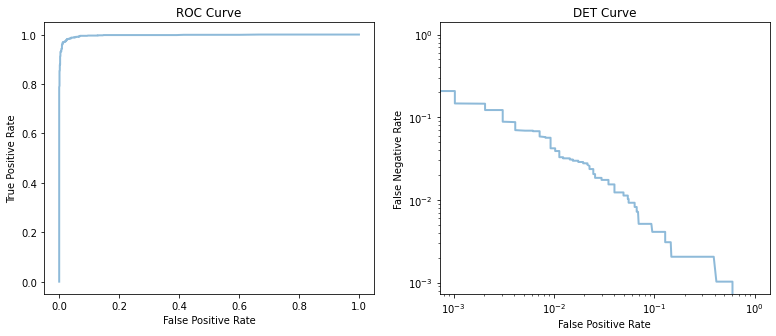 ROC Curve
True Positive Rate
1.0
0.8
0.6
0.4
0.2
0.0
0.0 0.2 0.4 0.6 0.8 1.0
False Positive Rate
DET Curve
False Negative Rate
10⁰
10⁻¹
10⁻²
10⁻³
10⁻³ 10⁻² 10⁻¹ 10⁰
False Positive Rate